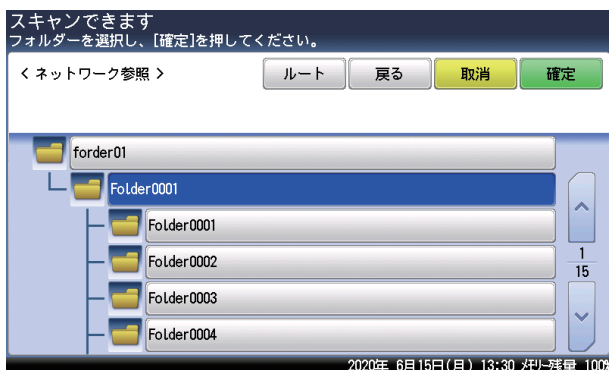 スキャンできます
フォルダーを選択し、[確定]を押してください。
<ネットワーク参照> ルート 戻る 取消 確定
forder01
Folder0001
Folder0001
Folder0002
Folder0003
Folder0004
1
15
2020年 6月15日(月) 13:30 メモリー残量 100%